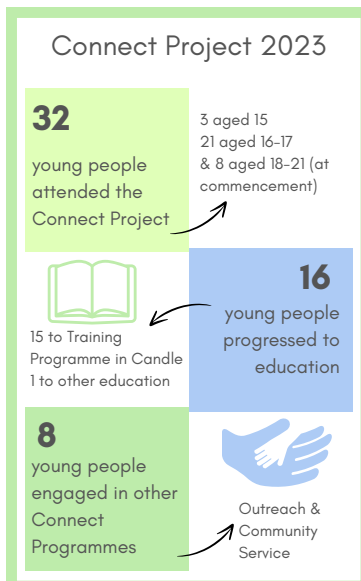 Connect Project 2023
32
young people
attended the
Connect Project
3 aged 15
21 aged 16-17
& 8 aged 18-21 (at
commencement)
16
young people
progressed to
education
15 to Training
Programme in Candle
1 to other education
8
young people
engaged in other
Connect
Programmes
Outreach &
Community
Service